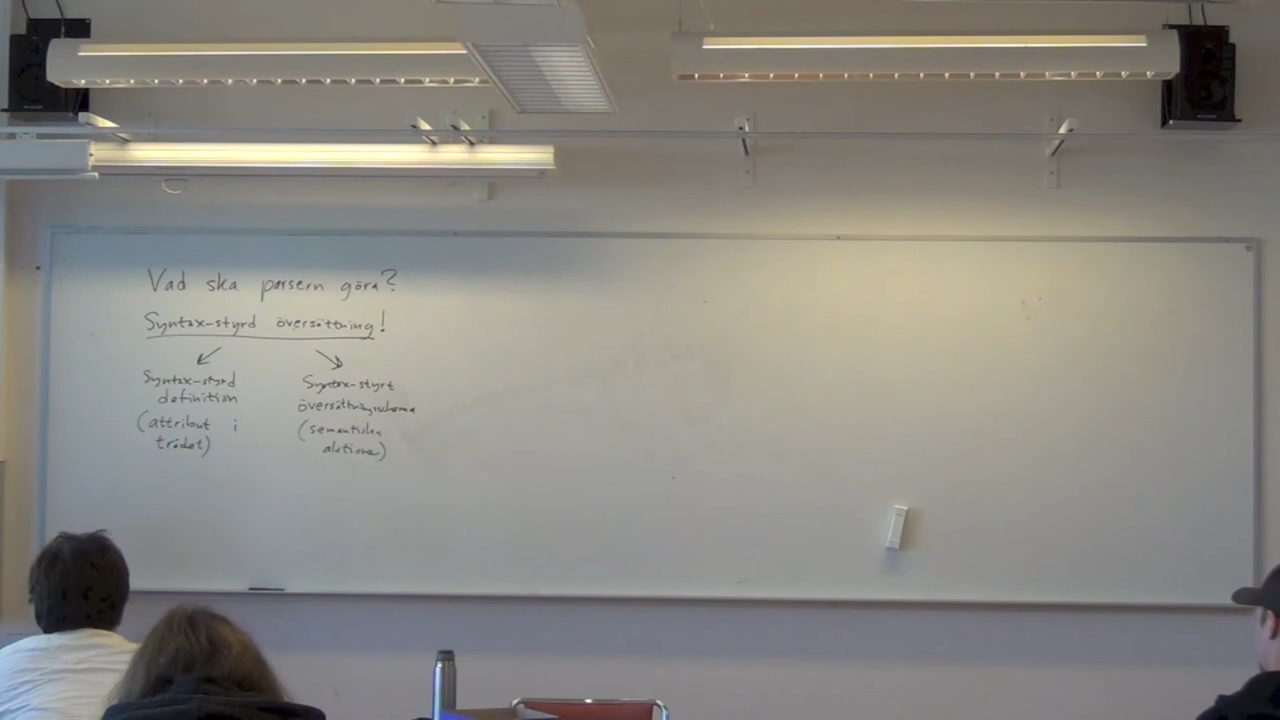 Vad ska parsern göra?
Syntax-styrd översättning!
Syntax-styrd
definition
(attribut i
trädet)
Syntax-styrt
översättningsschema
(semantiska
aktioner)